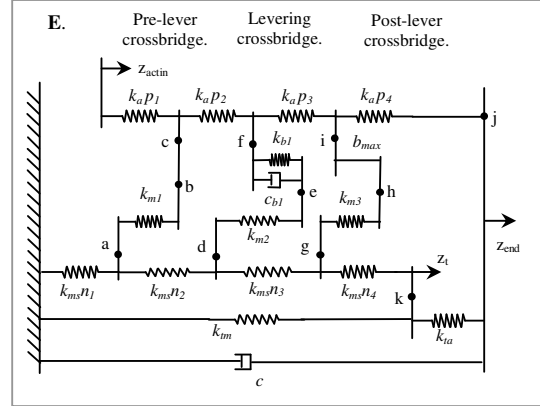 E.
Pre-lever crossbridge.
Levering crossbridge.
Post-lever crossbridge.
z_actin
k_a p_1
k_a p_2
k_a p_3
k_a p_4
j
c
f
k_b1
i
b_max
b
c_b1
e
h
k_m1
k_m2
k_m3
a
d
g
z_t
z_end
k_ms n_1
k_ms n_2
k_ms n_3
k_ms n_4
k
k_tm
k_ta
c